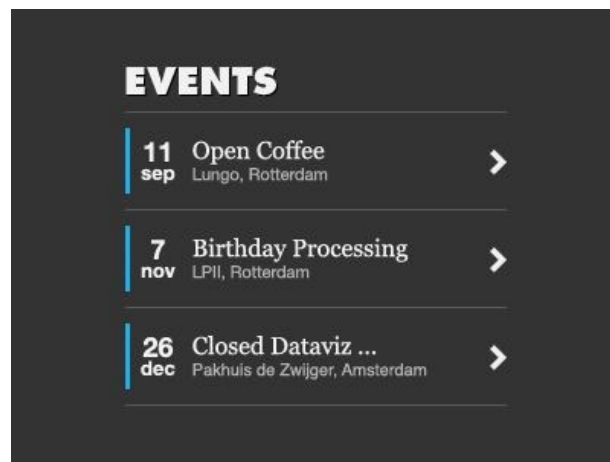 EVENTS
11 Open Coffee
sep Lungo, Rotterdam
7 Birthday Processing
nov LPII, Rotterdam
26 Closed Dataviz ...
dec Pakhuis de Zwijger, Amsterdam